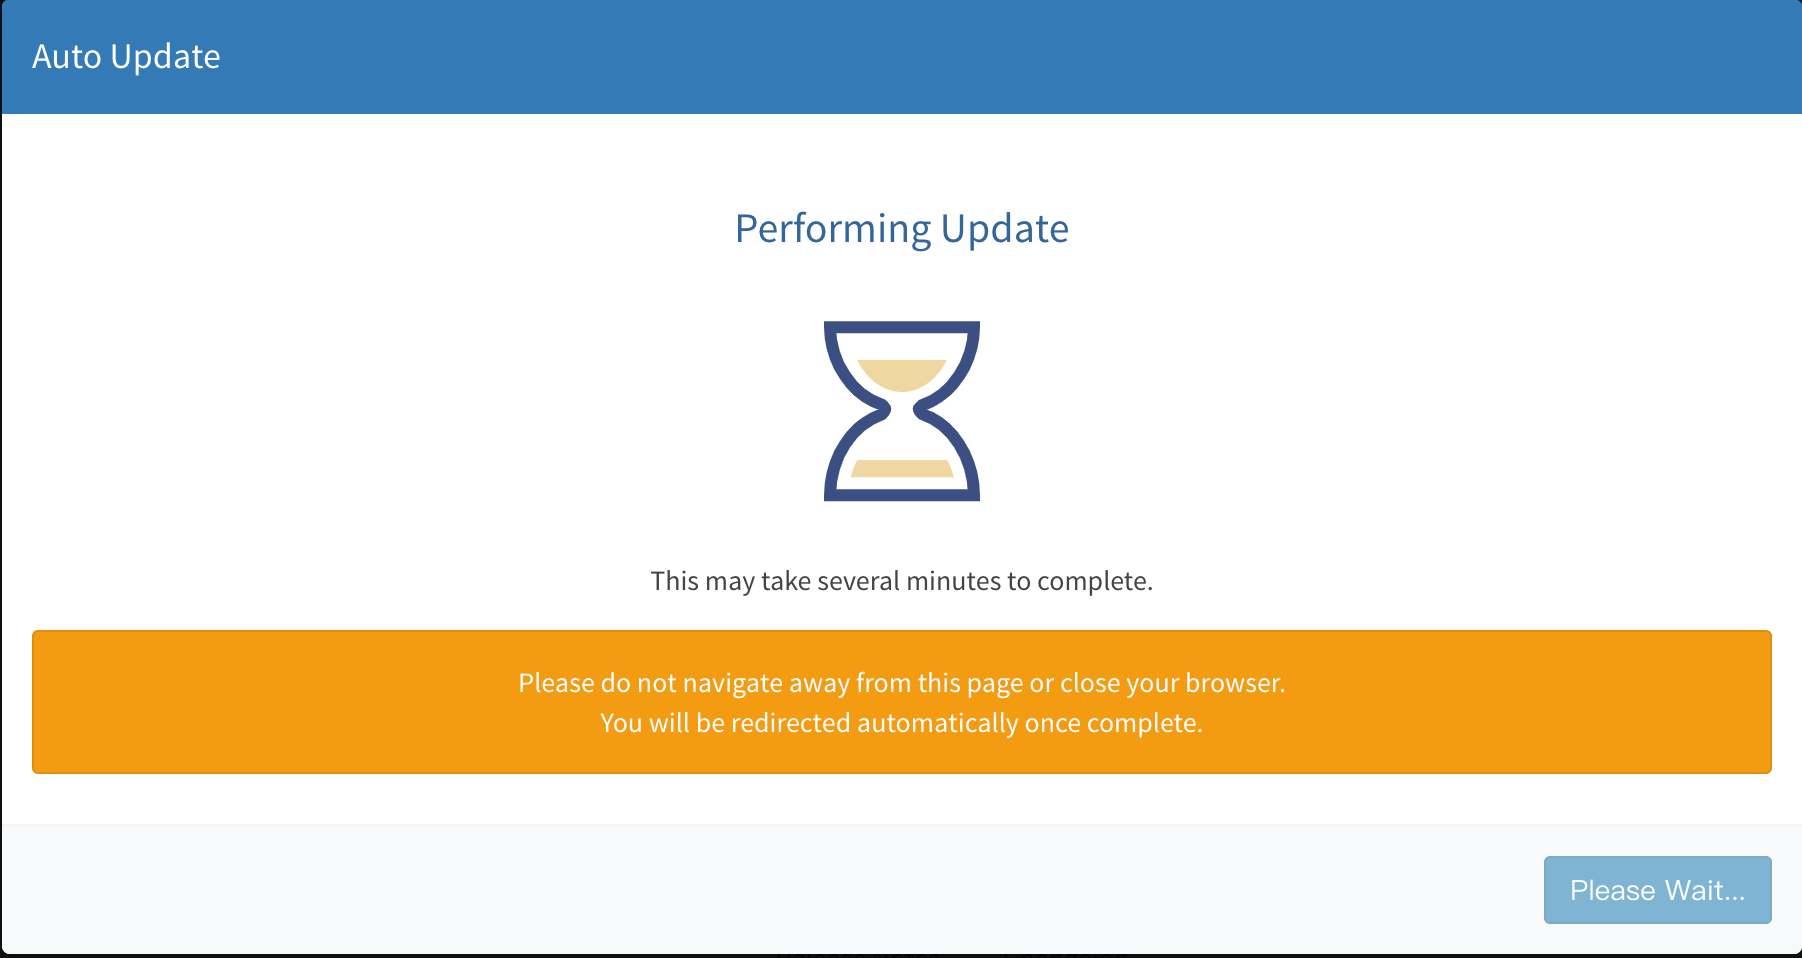 Auto Update
Performing Update
This may take several minutes to complete.
Please do not navigate away from this page or close your browser.
You will be redirected automatically once complete.
Please Wait...